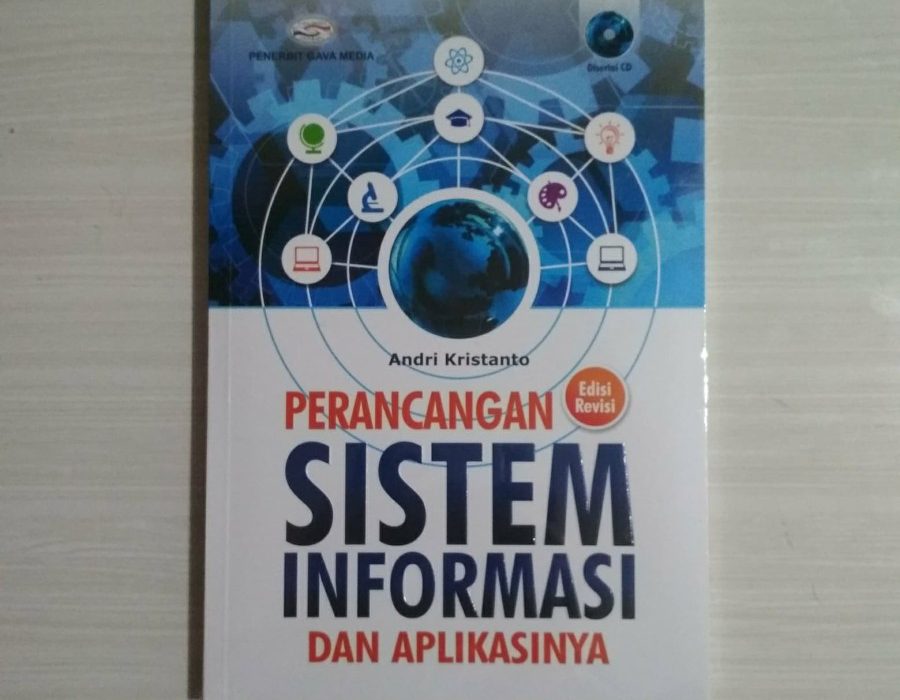 PENERBIT GAVA MEDIA
Disertai CD
Andri Kristanto
PERANCANGAN
Edisi
Revisi
SISTEM
INFORMASI
DAN APLIKASINYA